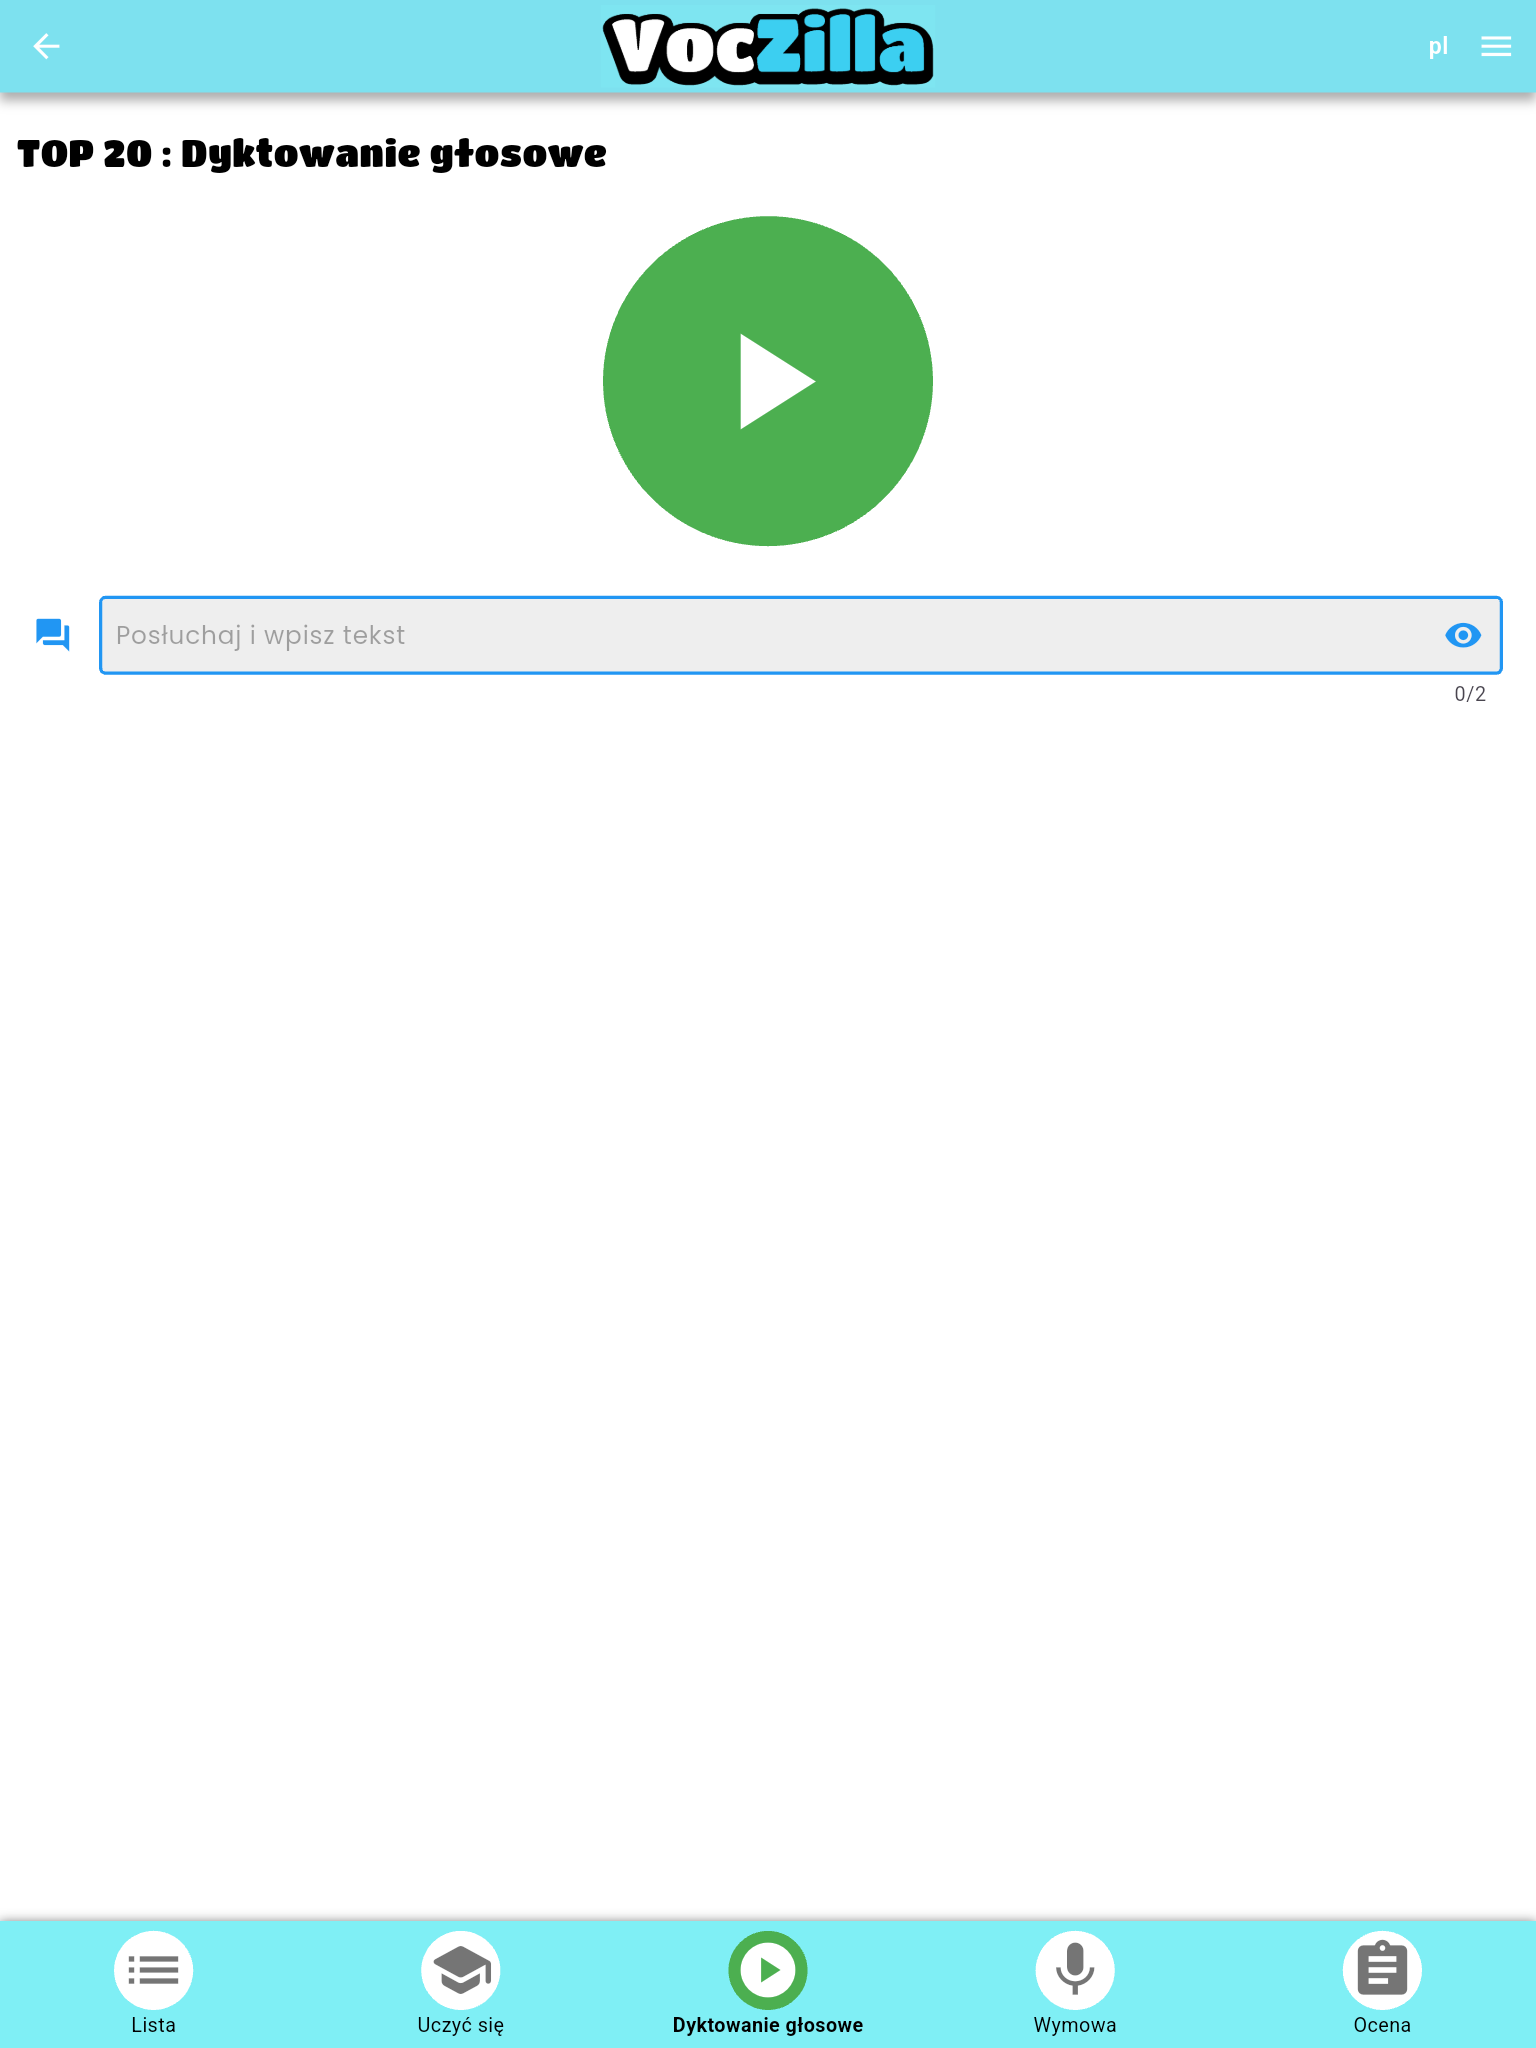 VocZilla
pl
TOP 20 : Dyktowanie głosowe
Posłuchaj i wpisz tekst
0/2
Lista
Uczyć się
Dyktowanie głosowe
Wymowa
Ocena